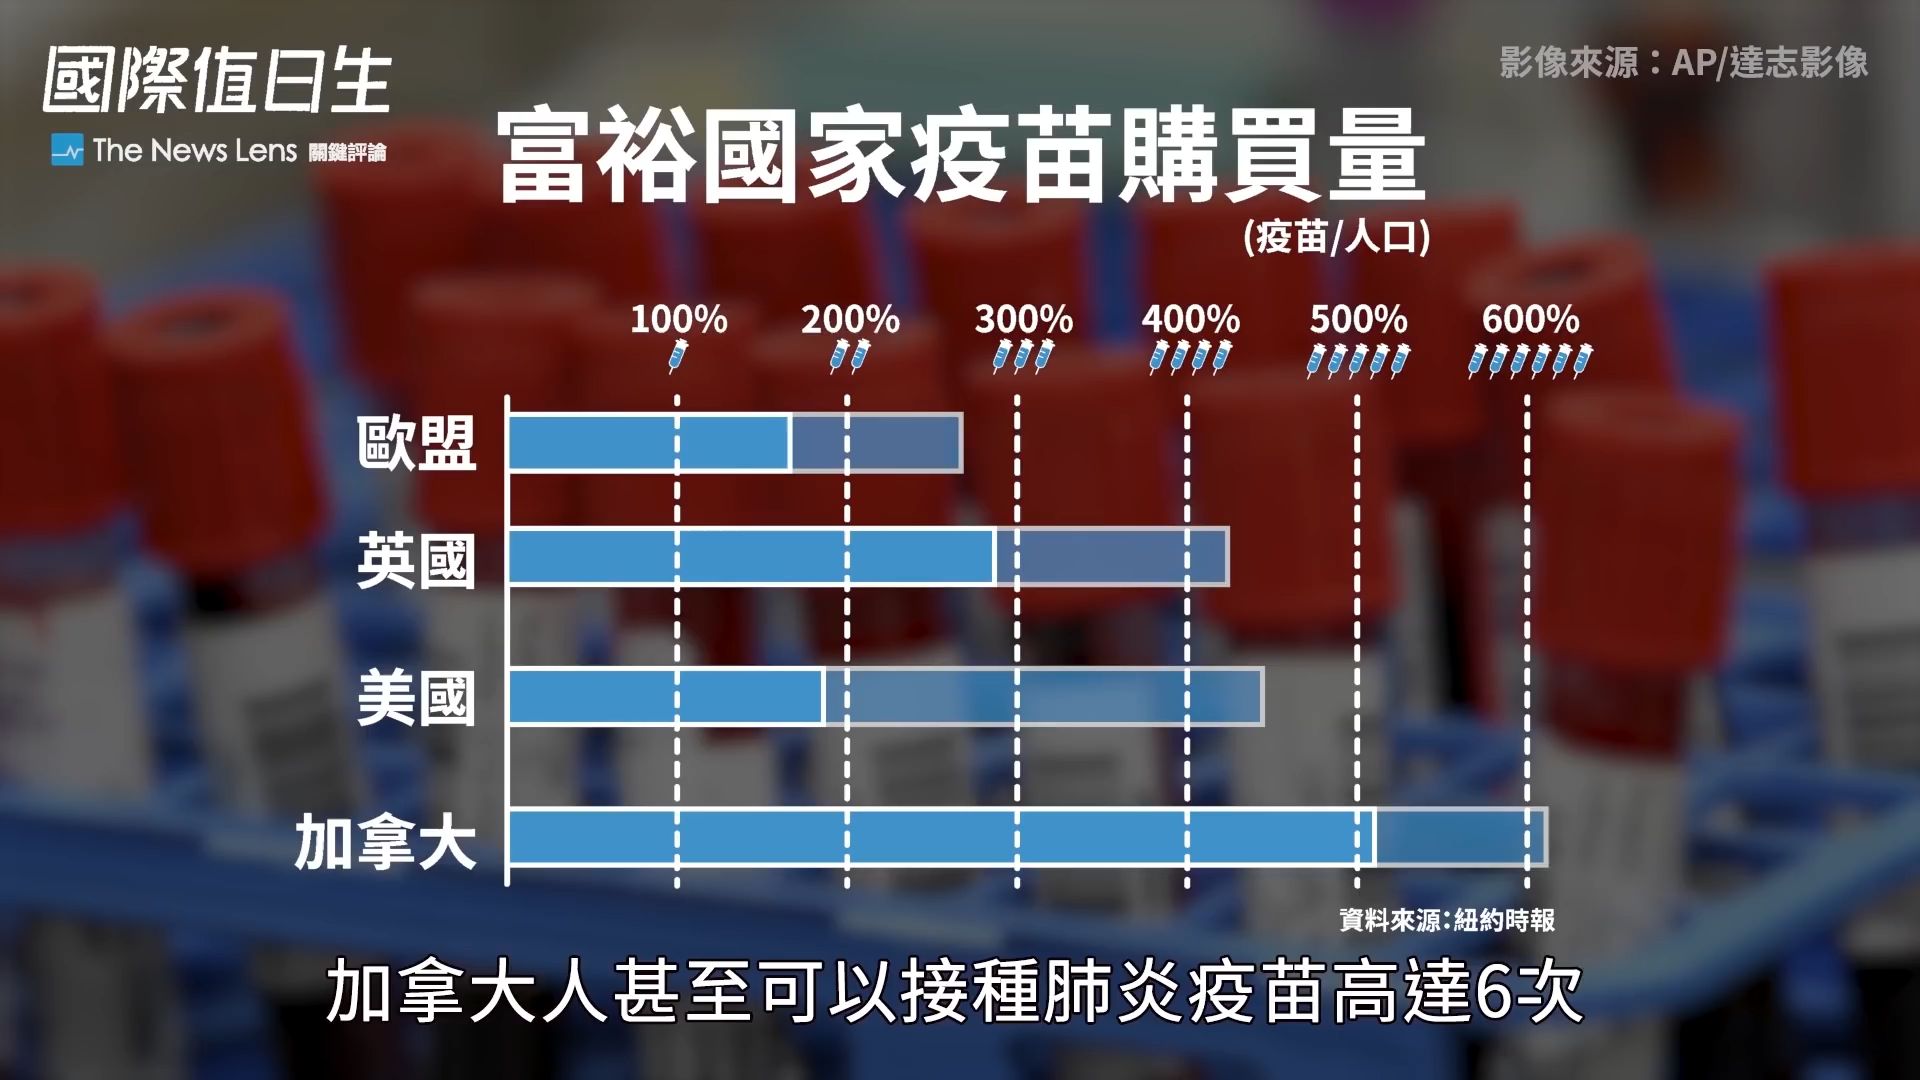 國際值日生
The News Lens 關鍵評論
影像來源：AP/達志影像
富裕國家疫苗購買量
(疫苗/人口)
100% 200% 300% 400% 500% 600%
歐盟
英國
美國
加拿大
資料來源:紐約時報
加拿大人甚至可以接種肺炎疫苗高達6次